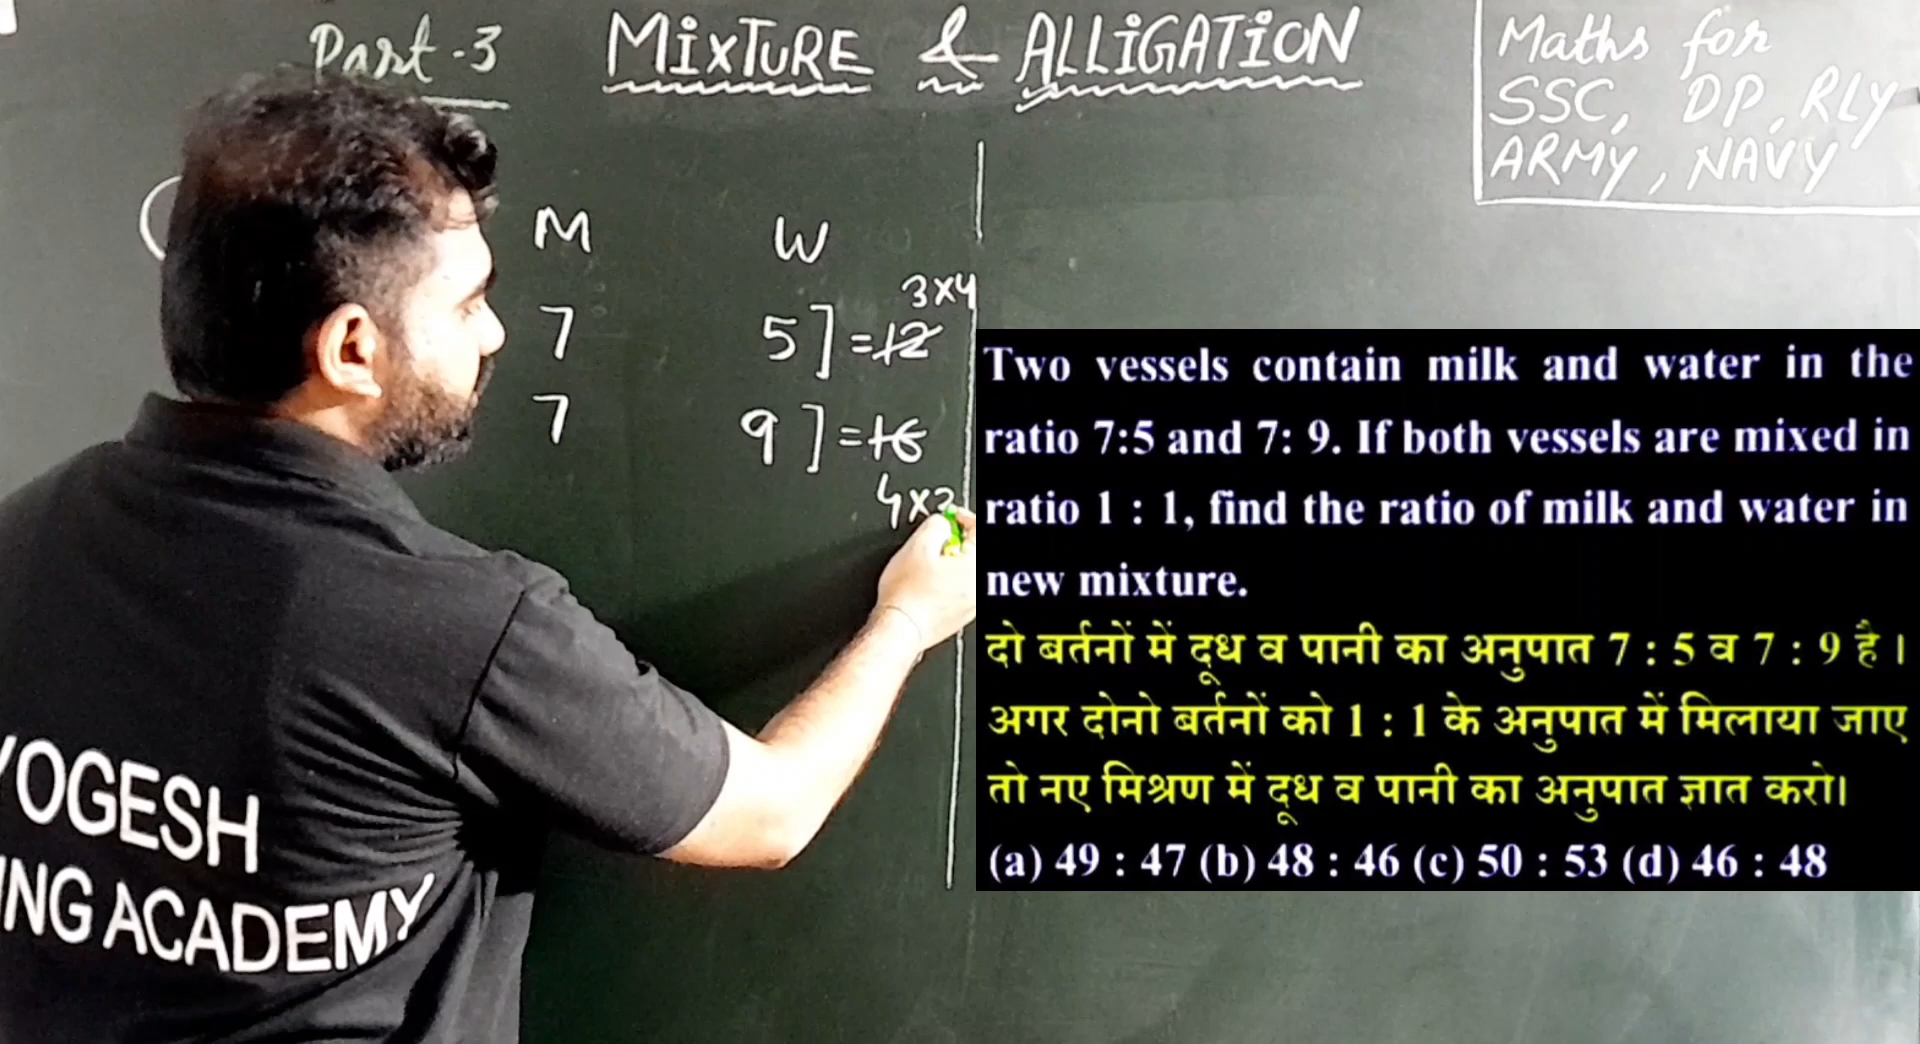 Part-3 MIXTURE & ALLIGATION
Maths for
SSC, DP, RLY
ARMY, NAVY
M W
3x4
7 5] =12
7 9] =16
4x3
Two vessels contain milk and water in the
ratio 7:5 and 7: 9. If both vessels are mixed in
ratio 1 : 1, find the ratio of milk and water in
new mixture.
दो बर्तनों में दूध व पानी का अनुपात 7 : 5 व 7 : 9 है ।
अगर दोनो बर्तनों को 1 : 1 के अनुपात में मिलाया जाए
तो नए मिश्रण में दूध व पानी का अनुपात ज्ञात करो।
(a) 49 : 47 (b) 48 : 46 (c) 50 : 53 (d) 46 : 48
YOGESH
ING ACADEMY